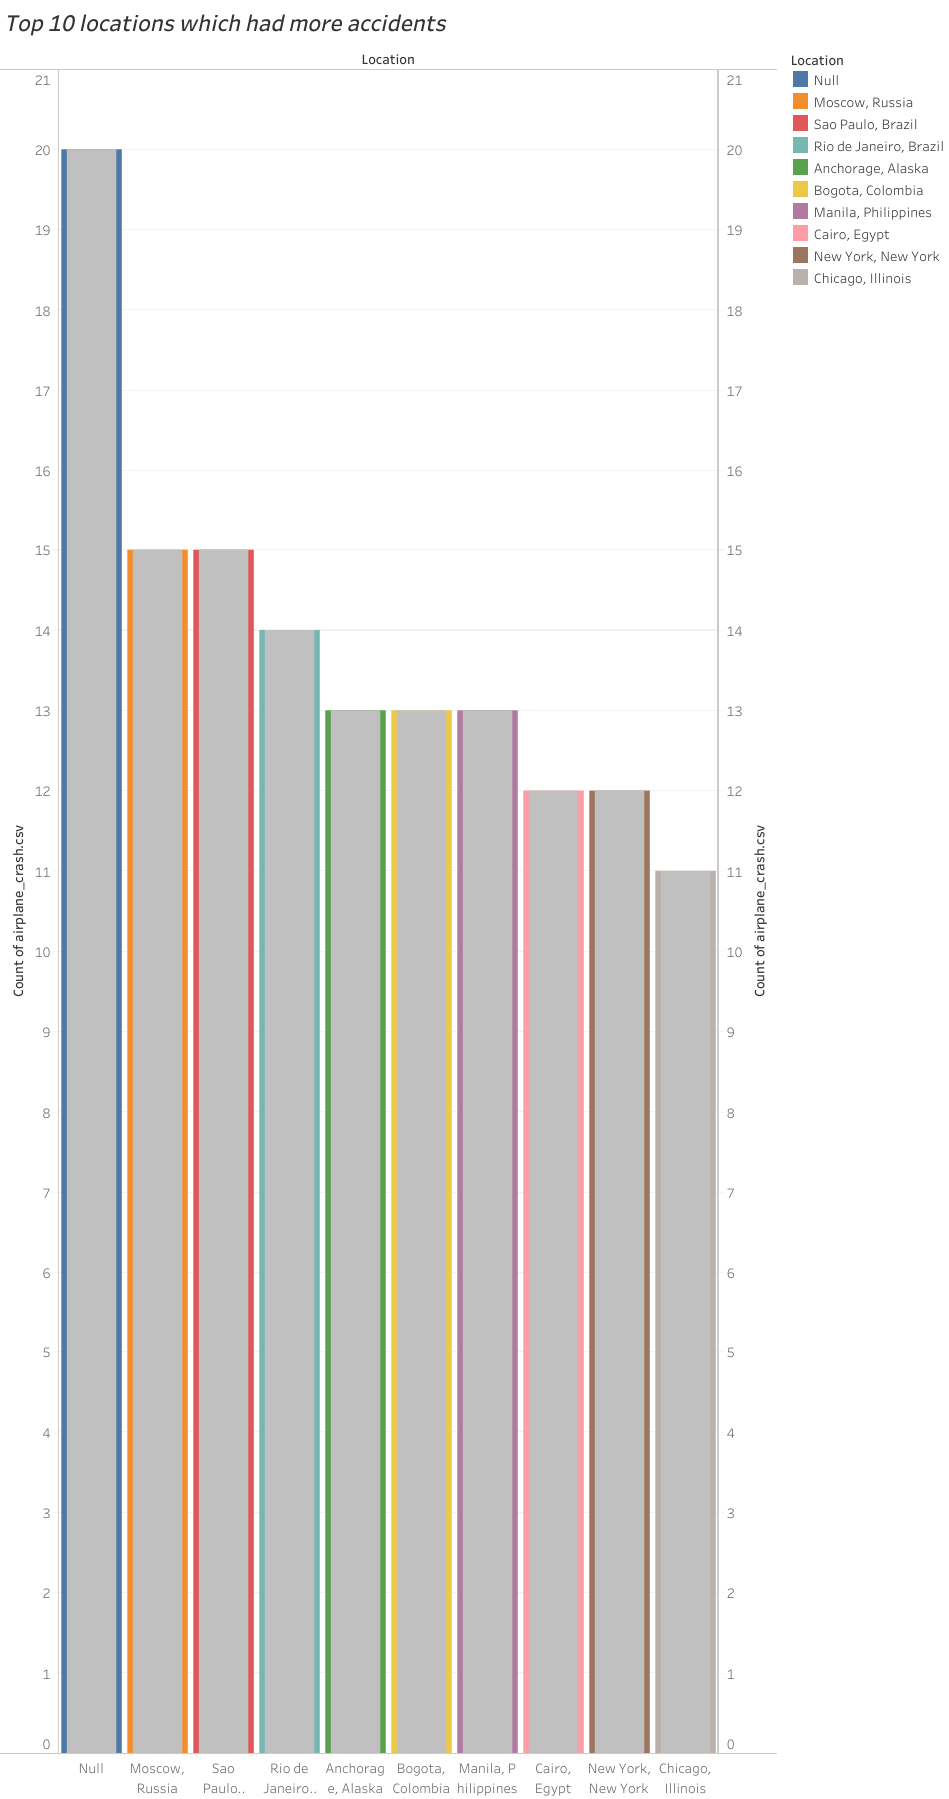 Top 10 locations which had more accidents
Location
21
20
19
18
17
16
15
14
13
12
11
10
9
8
7
6
5
4
3
2
1
0
Count of airplane_crash.csv
21
20
19
18
17
16
15
14
13
12
11
10
9
8
7
6
5
4
3
2
1
0
Count of airplane_crash.csv
Null
Moscow,
Russia
Sao
Paulo..
Rio de
Janeiro..
Anchorag
e, Alaska
Bogota,
Colombia
Manila, P
hilippines
Cairo,
Egypt
New York,
New York
Chicago,
Illinois
Location
Null
Moscow, Russia
Sao Paulo, Brazil
Rio de Janeiro, Brazil
Anchorage, Alaska
Bogota, Colombia
Manila, Philippines
Cairo, Egypt
New York, New York
Chicago, Illinois